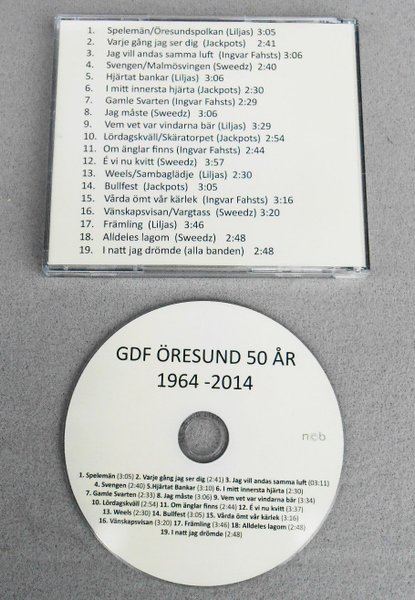 1. Spelemän/Öresundspolkan (Liljas) 3:05
2. Varje gång jag ser dig (Jackpots) 2:41
3. Jag vill andas samma luft (Ingvar Fahsts) 3:06
4. Svengen/Malmösvingen (Sweedz) 2:40
5. Hjärtat bankar (Liljas) 3:06
6. I mitt innersta hjärta (Jackpots) 2:30
7. Gamle Svarten (Ingvar Fahsts) 2:29
8. Jag måste (Sweedz) 3:06
9. Vem vet var vindarna bär (Liljas) 3:29
10. Lördagskväll/Skäratorpet (Jackpots) 2:54
11. Om änglar finns (Ingvar Fahsts) 2:44
12. É vi nu kvitt (Sweedz) 3:57
13. Weels/Sambaglädje (Liljas) 2:30
14. Bullfest (Jackpots) 3:05
15. Vårda ömt vår kärlek (Ingvar Fahsts) 3:16
16. Vänskapsvisan/Vargtass (Sweedz) 3:20
17. Främling (Liljas) 3:46
18. Alldeles lagom (Sweedz) 2:48
19. I natt jag drömde (alla banden) 2:48
GDF ÖRESUND 50 ÅR
1964 -2014
ncb
1. Spelemän (3:05) 2. Varje gång jag ser dig (2:41) 3. Jag vill andas samma luft (03:11)
4. Svengen (2:40) 5.Hjärtat Bankar (3:10) 6. I mitt innersta hjärta (2:30)
7. Gamle Svarten (2:33) 8. Jag måste (3:06) 9. Vem vet var vindarna bär (3:34)
10. Lördagskväll (2:54) 11. Om änglar finns (2:44) 12. É vi nu kvitt (3:37)
13. Weels (2:30) 14. Bullfest (3:05) 15. Vårda ömt vår kärlek (3:16)
16. Vänskapsvisan (3:20) 17. Främling (3:46) 18: Alldeles lagom (2:48)
19. I natt jag drömde (2:48)